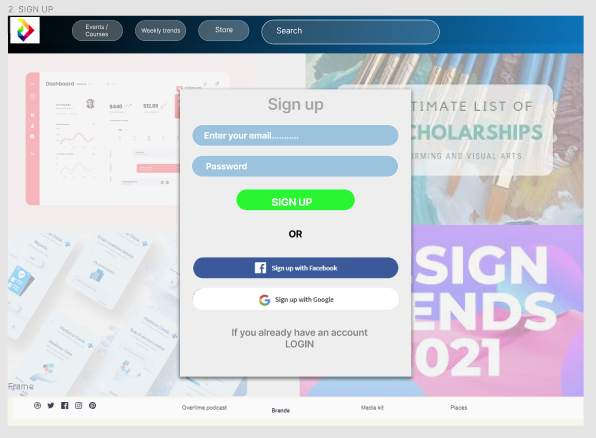 2. SIGN UP
Events /
Courses
Weekly trends
Store
Search
Dashboard
$440
$12,86
TIMATE LIST OF
CHOLARSHIPS
RMING AND VISUAL ARTS
Sign up
Enter your email...........
Password
SIGN UP
OR
Sign up with Facebook
Sign up with Google
If you already have an account
LOGIN
SIGN
ENDS
021
Frame
Overtime podcast
Brands
Media kit
Places